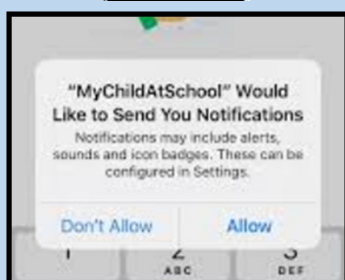 "MyChildAtSchool" Would
Like to Send You Notifications
Notifications may include alerts,
sounds and icon badges. These can be
configured in Settings.
Don't Allow Allow
1 2 3
ABC DEF